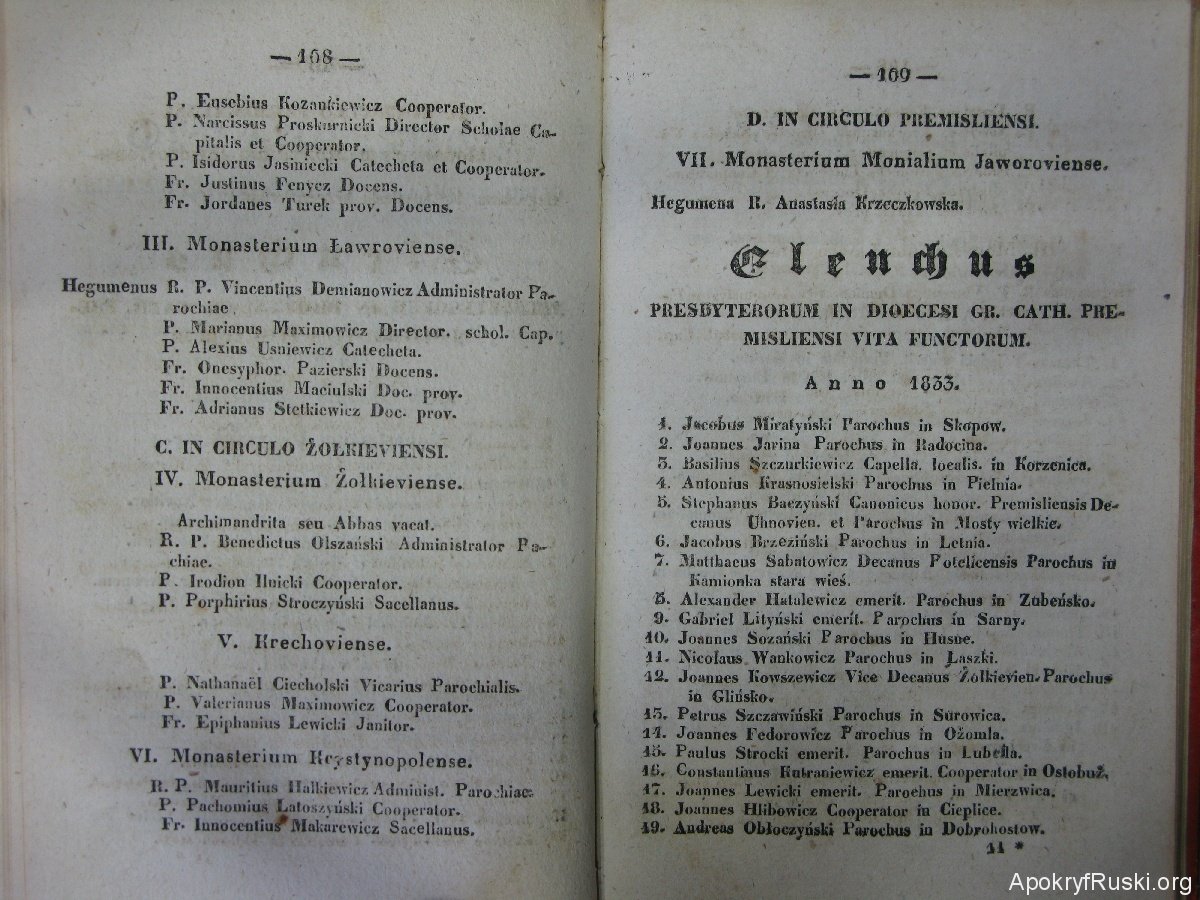 — 168 —
P. Eusebius Kozankiewicz Cooperator.
P. Narcissus Proskurnicki Director Scholae Ca-
pitalis et Cooperator.
P. Isidorus Jasiniecki Catecheta et Cooperator.
Fr. Justinus Fenycz Docens.
Fr. Jordanes Turek prov. Docens.
III. Monasterium Ławroviense.
Hegumenus R. P. Vincentius Demianowicz Administrator Pa-
rochiae.
P. Marianus Maximowicz Director. schol. Cap.
P. Alexius Usniewicz Catecheta.
Fr. Onesyphor. Pazierski Docens.
Fr. Innocentius Maciulski Doc. prov.
Fr. Adrianus Stetkiewicz Doc. prov.
C. IN CIRCULO ŻOLKIEVIENSI.
IV. Monasterium Żolkieviense.
Archimandrita seu Abbas vacat.
R. P. Benedictus Olszański Administrator Pa-
chiae.
P. Irodion Ilnicki Cooperator.
P. Porphirius Stroczyński Sacellanus.
V. Krechoviense.
P. Nathanaël Ciecholski Vicarius Parochialis.
P. Valerianus Maximowicz Cooperator.
Fr. Epiphanius Lewicki Janitor.
VI. Monasterium Krystynopolense.
R. P. Mauritius Halkiewicz Administ. Parochiae
P. Pachomius Latoszyński Cooperator.
Fr. Innocentius Makarewicz Sacellanus.
— 169 —
D. IN CIRCULO PREMISLIENSI.
VII. Monasterium Monialium Jaworoviense.
Hegumena R. Anastasia Krzeczkowska.
Elenchus
PRESBYTERORUM IN DIOECESI GR. CATH. PRE-
MISLIENSI VITA FUNCTORUM.
Anno 1833.
1. Jacobus Miratyński Parochus in Skopow.
2. Joannes Jarina Parochus in Radocina.
3. Basilius Szczurkiewicz Capella. localis. in Korzenica.
4. Antonius Krasnosielski Parochus in Pielnia.
5. Stephanus Baczyński Canonicus honor. Premisliensis De-
canus Uhnovien. et Parochus in Mosty wielkie.
6. Jacobus Brzeziński Parochus in Letnia.
7. Matthaeus Sabatowicz Decanus Potelicensis Parochus in
Kamionka stara wieś.
8. Alexander Hatalewicz emerit. Parochus in Zubeńsko.
9. Gabriel Lityński emerit. Parochus in Sarny.
10. Joannes Sozański Parochus in Husne.
11. Nicolaus Wankowicz Parochus in Łaszki.
12. Joannes Kowszewicz Vice Decanus Żólkievien. Parochus
in Glińsko.
13. Petrus Szczawiński Parochus in Surowica.
14. Joannes Fedorowicz Parochus in Ożomla.
15. Paulus Strocki emerit. Parochus in Lubella.
16. Constantinus Kutraniewicz emerit. Cooperator in Ostobuż.
17. Joannes Lewicki emerit. Parochus in Mierzwica.
18. Joannes Hlibowicz Cooperator in Cieplice.
19. Andreas Obłoczyński Parochus in Dobrohostow.
11 *
ApokryfRuski.org